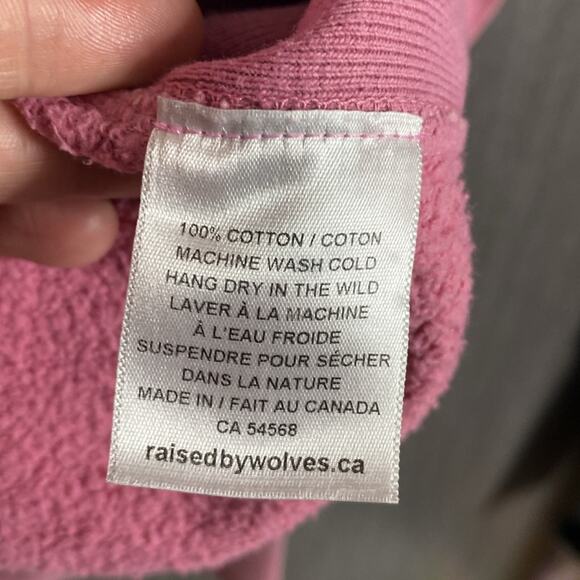 100% COTTON / COTON
MACHINE WASH COLD
HANG DRY IN THE WILD
LAVER À LA MACHINE
À L'EAU FROIDE
SUSPENDRE POUR SÉCHER
DANS LA NATURE
MADE IN / FAIT AU CANADA
CA 54568
raisedbywolves.ca